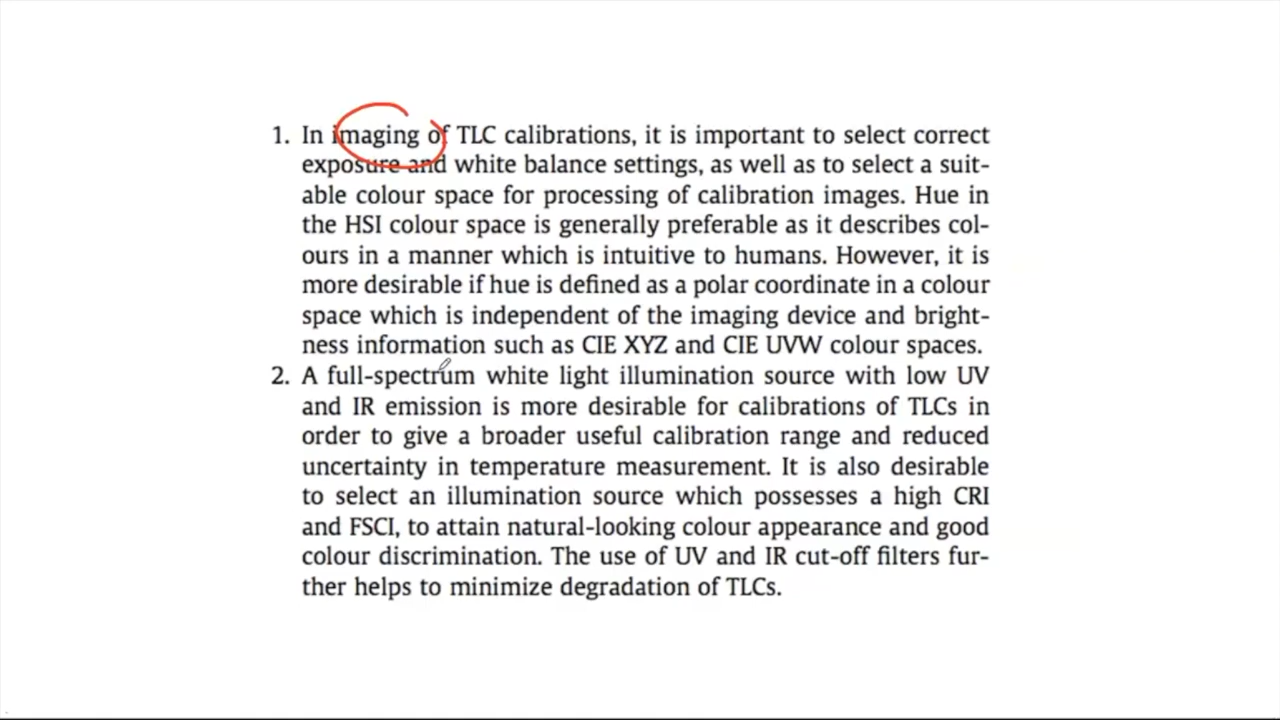 1. In imaging of TLC calibrations, it is important to select correct
exposure and white balance settings, as well as to select a suit-
able colour space for processing of calibration images. Hue in
the HSI colour space is generally preferable as it describes col-
ours in a manner which is intuitive to humans. However, it is
more desirable if hue is defined as a polar coordinate in a colour
space which is independent of the imaging device and bright-
ness information such as CIE XYZ and CIE UVW colour spaces.
2. A full-spectrum white light illumination source with low UV
and IR emission is more desirable for calibrations of TLCs in
order to give a broader useful calibration range and reduced
uncertainty in temperature measurement. It is also desirable
to select an illumination source which possesses a high CRI
and FSCI, to attain natural-looking colour appearance and good
colour discrimination. The use of UV and IR cut-off filters fur-
ther helps to minimize degradation of TLCs.